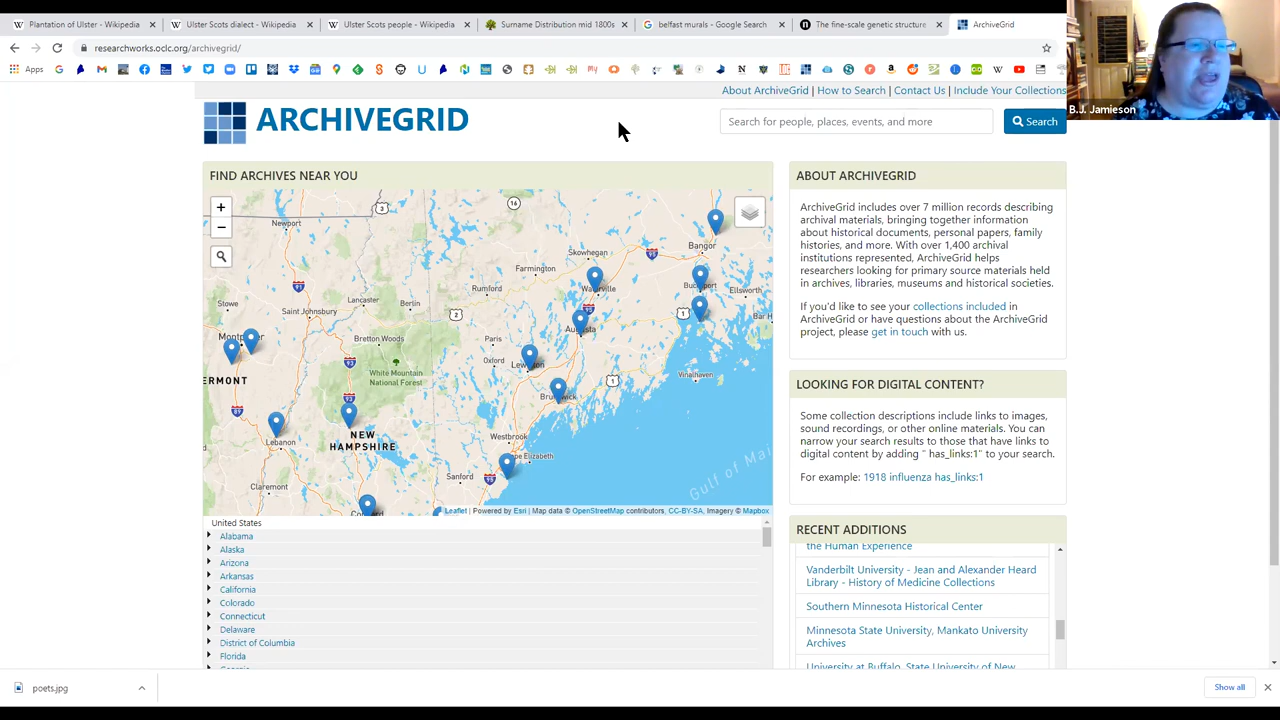 Plantation of Ulster - Wikipedia
Ulster Scots dialect - Wikipedia
Ulster Scots people - Wikipedia
Surname Distribution mid 1800s
belfast murals - Google Search
The fine-scale genetic structure
ArchiveGrid
researchworks.oclc.org/archivegrid/
Apps
B.J. Jamieson
About ArchiveGrid | How to Search | Contact Us | Include Your Collections
ARCHIVEGRID
Search for people, places, events, and more
Search
FIND ARCHIVES NEAR YOU
Newport
Stowe
Saint Johnsbury
Lancaster
Berlin
Bretton Woods
White Mountain
National Forest
ERMONT
Lebanon
NEW
HAMPSHIRE
Claremont
Skowhegan
Farmington
Rumford
Bangor
Ellsworth
Augusta
Oxford
Vinalhaven
Brunswick
Westbrook
Sanford
Gulf of Mai
Leaflet | Powered by Esri | Map data © OpenStreetMap contributors, CC-BY-SA, Imagery © Mapbox
United States
Alabama
Alaska
Arizona
Arkansas
California
Colorado
Connecticut
Delaware
District of Columbia
Florida
ABOUT ARCHIVEGRID
ArchiveGrid includes over 7 million records describing
archival materials, bringing together information
about historical documents, personal papers, family
histories, and more. With over 1,400 archival
institutions represented, ArchiveGrid helps
researchers looking for primary source materials held
in archives, libraries, museums and historical societies.
If you'd like to see your collections included in
ArchiveGrid or have questions about the ArchiveGrid
project, please get in touch with us.
LOOKING FOR DIGITAL CONTENT?
Some collection descriptions include links to images,
sound recordings, or other online materials. You can
narrow your search results to those that have links to
digital content by adding " has_links:1" to your search.
For example: 1918 influenza has_links:1
RECENT ADDITIONS
the Human Experience
Vanderbilt University - Jean and Alexander Heard
Library - History of Medicine Collections
Southern Minnesota Historical Center
Minnesota State University, Mankato University
Archives
University at Buffalo, State University of New
poets.jpg
Show all